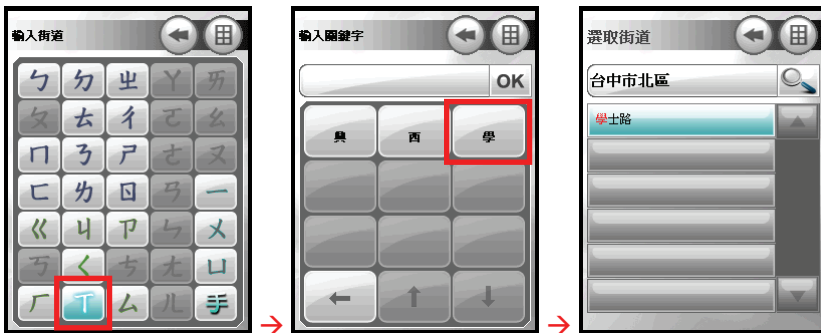 輸入街道
ㄅ ㄉ ㄓ ㄚ ㄞ
ㄆ ㄊ ㄔ ㄛ ㄠ
ㄇ ㄋ ㄕ ㄜ ㄡ
ㄈ ㄌ ㄖ ㄢ ㄧ
ㄍ ㄐ ㄗ ㄣ ㄨ
ㄎ ㄑ ㄘ ㄤ ㄩ
ㄏ ㄒ ㄙ ㄦ 手
→
輸入關鍵字
OK
興 西 學
← ↑ ↓
→
選取街道
台中市北區
學士路